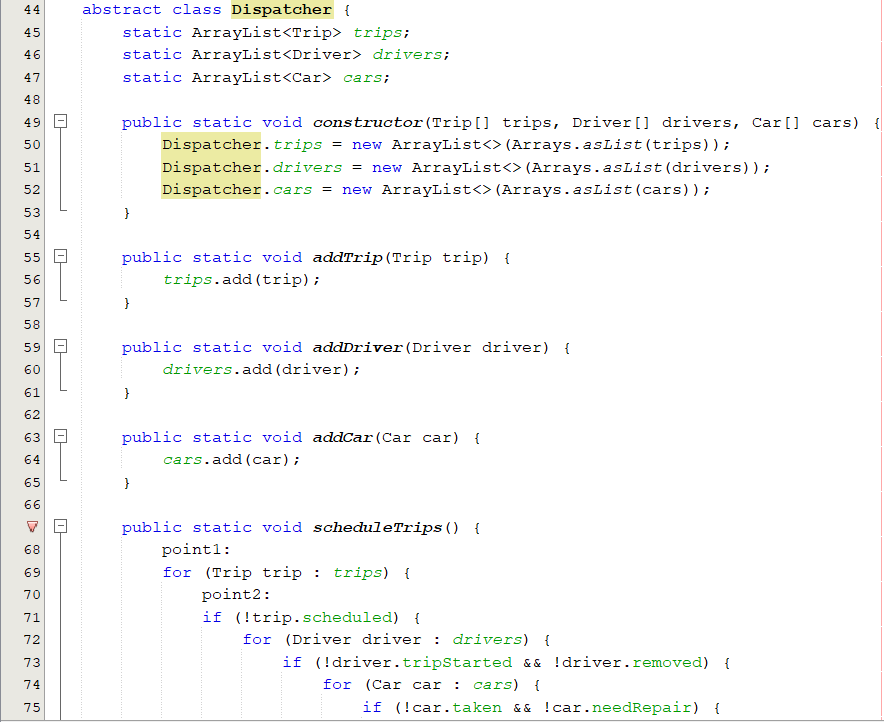 44 abstract class Dispatcher {
45 static ArrayList<Trip> trips;
46 static ArrayList<Driver> drivers;
47 static ArrayList<Car> cars;
48
49 public static void constructor(Trip[] trips, Driver[] drivers, Car[] cars) {
50 Dispatcher.trips = new ArrayList<>(Arrays.asList(trips));
51 Dispatcher.drivers = new ArrayList<>(Arrays.asList(drivers));
52 Dispatcher.cars = new ArrayList<>(Arrays.asList(cars));
53 }
54
55 public static void addTrip(Trip trip) {
56 trips.add(trip);
57 }
58
59 public static void addDriver(Driver driver) {
60 drivers.add(driver);
61 }
62
63 public static void addCar(Car car) {
64 cars.add(car);
65 }
66
public static void scheduleTrips() {
68 point1:
69 for (Trip trip : trips) {
70 point2:
71 if (!trip.scheduled) {
72 for (Driver driver : drivers) {
73 if (!driver.tripStarted && !driver.removed) {
74 for (Car car : cars) {
75 if (!car.taken && !car.needRepair) {